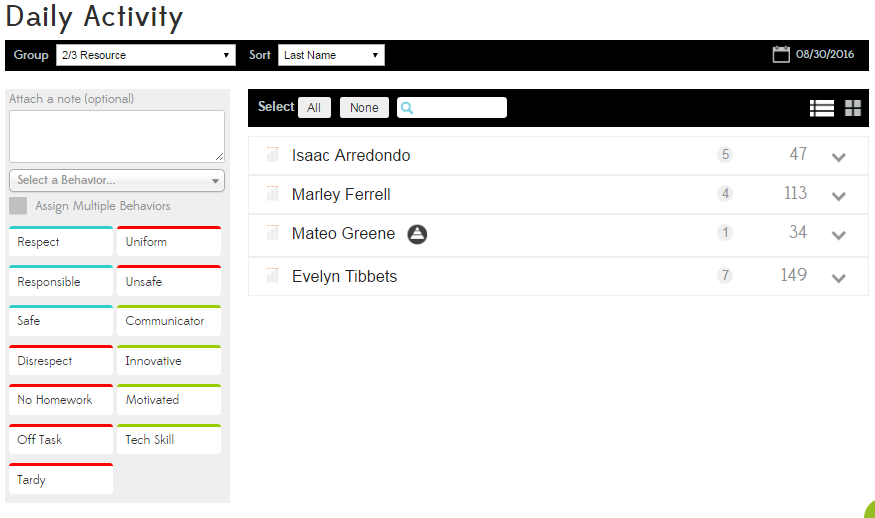 Daily Activity
Group 2/3 Resource Sort Last Name 08/30/2016
Attach a note (optional)
Select a Behavior...
Assign Multiple Behaviors
Respect Uniform
Responsible Unsafe
Safe Communicator
Disrespect Innovative
No Homework Motivated
Off Task Tech Skill
Tardy
Select All None
Isaac Arredondo 5 47
Marley Ferrell 4 113
Mateo Greene 1 34
Evelyn Tibbets 7 149